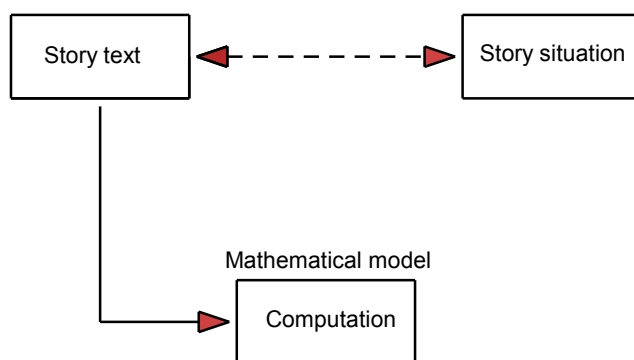 Story text
Story situation
Mathematical model
Computation